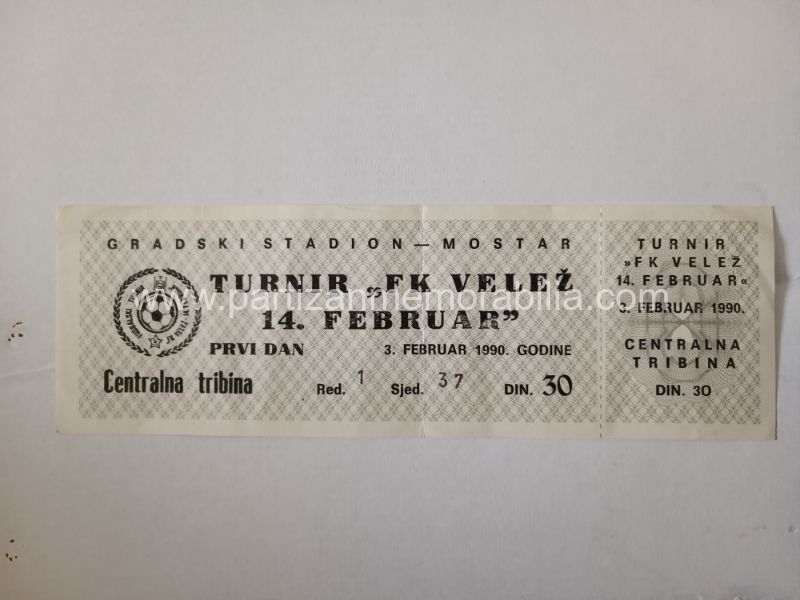 GRADSKI STADION — MOSTAR
TURNIR „FK VELEŽ
14. FEBRUAR”
PRVI DAN 3. FEBRUAR 1990. GODINE
Centralna tribina Red. 1 Sjed. 37 DIN. 30
TURNIR
»FK VELEŽ
14. FEBRUAR«
3. FEBRUAR 1990.
CENTRALNA
TRIBINA
DIN. 30
www.partizanmemorabilia.com